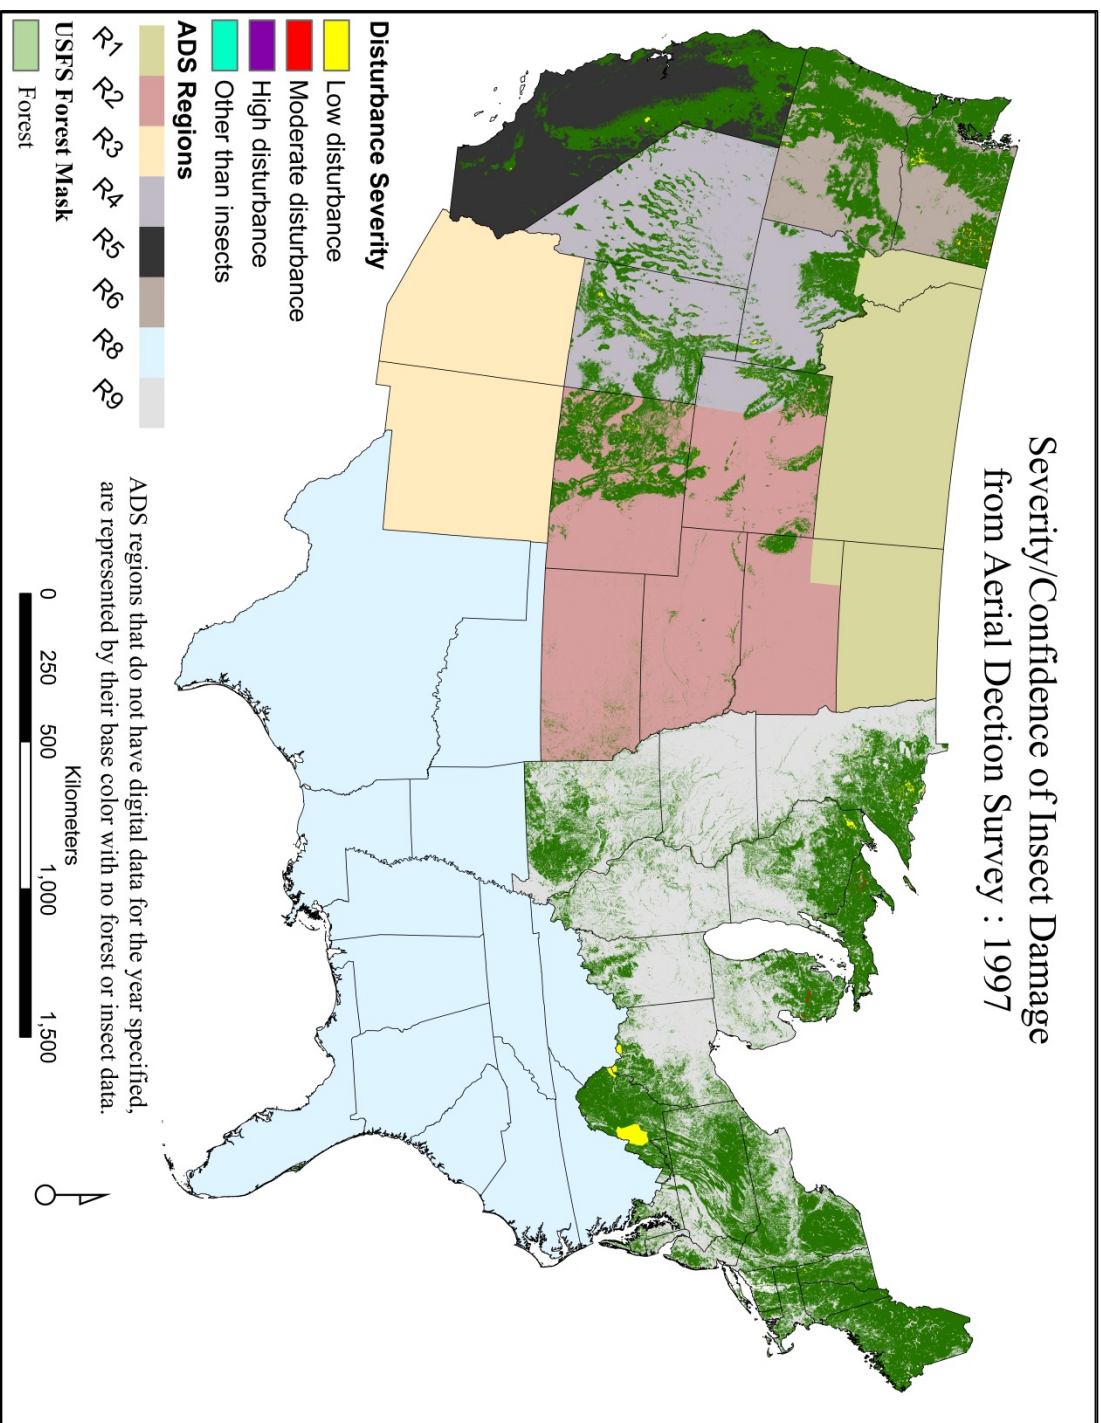 Severity/Confidence of Insect Damage
from Aerial Dection Survey : 1997
Disturbance Severity
Low disturbance
Moderate disturbance
High disturbance
Other than insects
ADS Regions
R1
R2
R3
R4
R5
R6
R8
R9
USFS Forest Mask
Forest
ADS regions that do not have digital data for the year specified,
are represented by their base color with no forest or insect data.
0 250 500 1,000 1,500
Kilometers